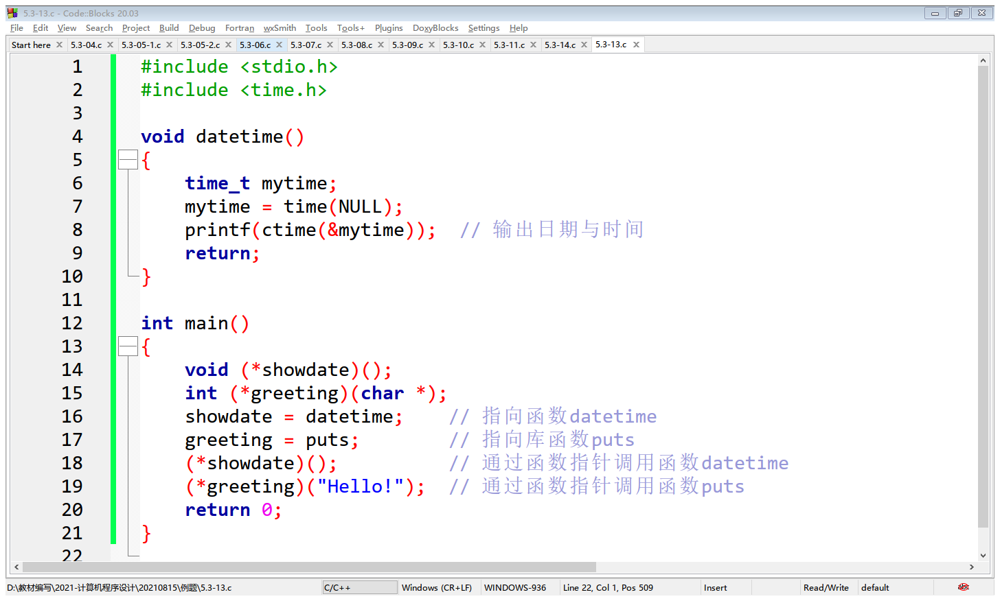 5.3-13.c - Code::Blocks 20.03
File Edit View Search Project Build Debug Fortran wxSmith Tools Tools+ Plugins DoxyBlocks Settings Help
Start here 5.3-04.c 5.3-05-1.c 5.3-05-2.c 5.3-06.c 5.3-07.c 5.3-08.c 5.3-09.c 5.3-10.c 5.3-11.c 5.3-14.c 5.3-13.c
1 #include <stdio.h>
2 #include <time.h>
3
4 void datetime()
5 {
6 time_t mytime;
7 mytime = time(NULL);
8 printf(ctime(&mytime)); // 输出日期与时间
9 return;
10 }
11
12 int main()
13 {
14 void (*showdate)();
15 int (*greeting)(char *);
16 showdate = datetime; // 指向函数datetime
17 greeting = puts; // 指向库函数puts
18 (*showdate)(); // 通过函数指针调用函数datetime
19 (*greeting)("Hello!"); // 通过函数指针调用函数puts
20 return 0;
21 }
22
D:\教材编写\2021-计算机程序设计\20210815\例题\5.3-13.c C/C++ Windows (CR+LF) WINDOWS-936 Line 22, Col 1, Pos 509 Insert Read/Write default abc